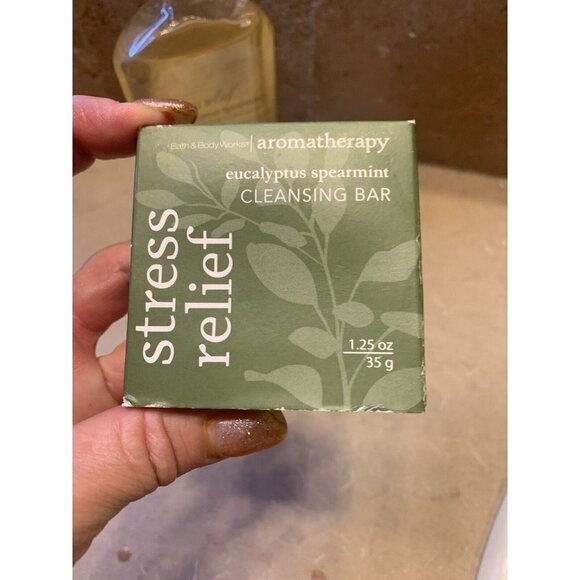 Bath & Body Works® | aromatherapy
eucalyptus spearmint
CLEANSING BAR
stress
relief
1.25 oz
35 g